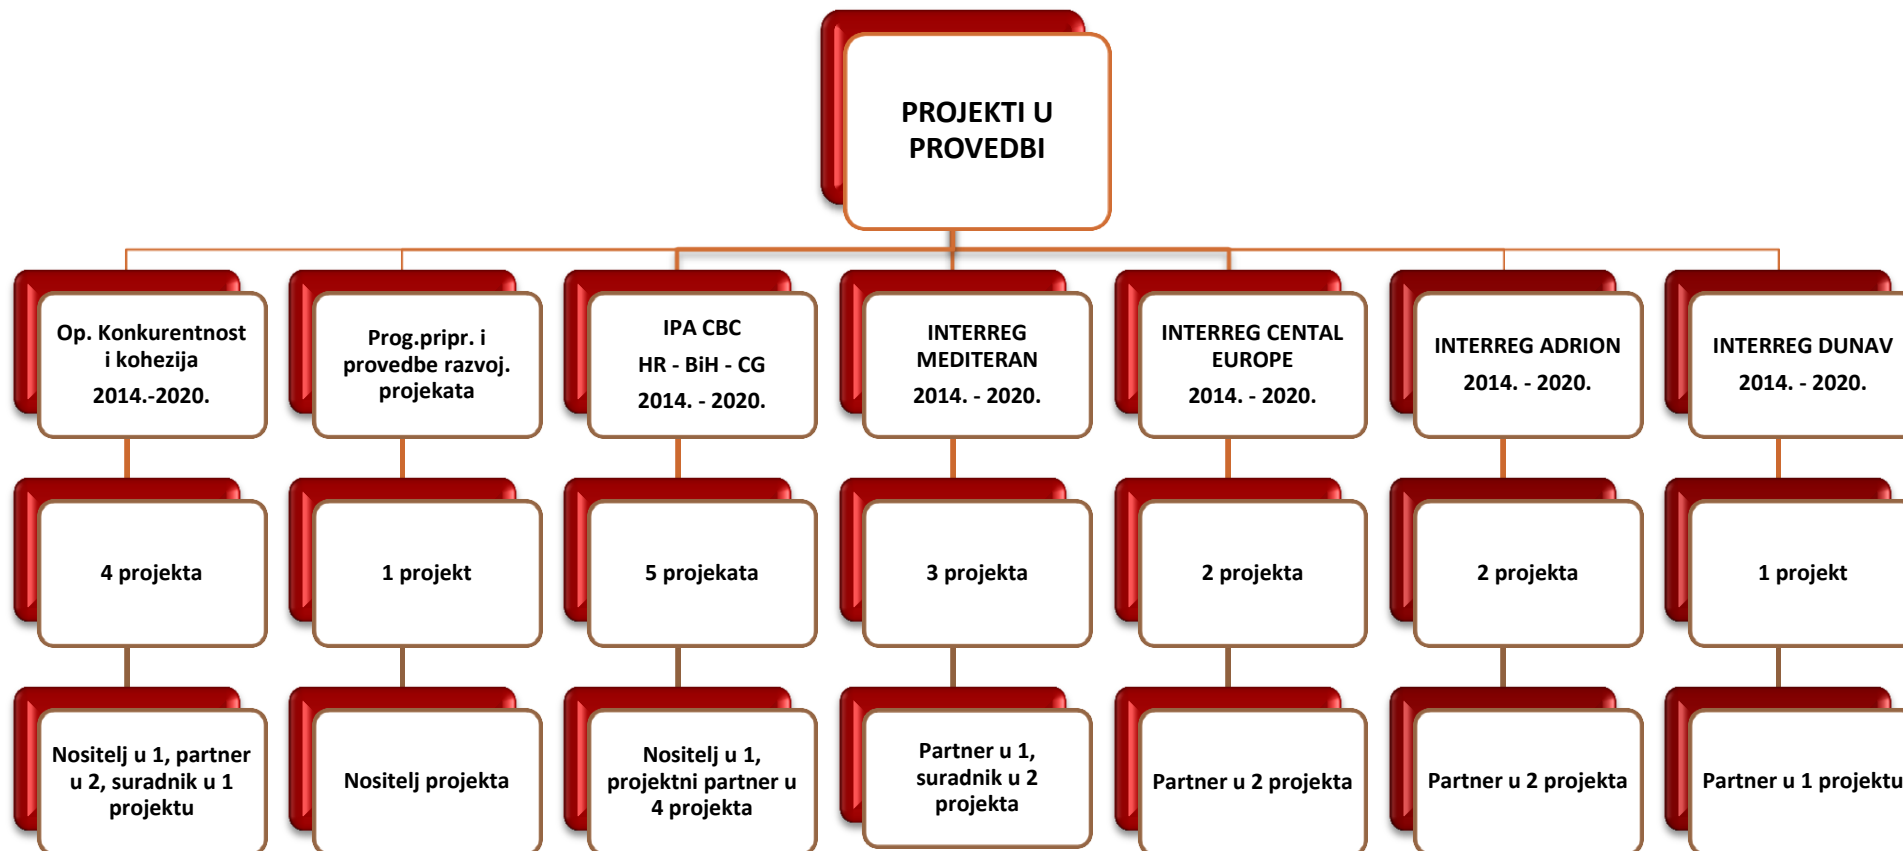 PROJEKTI U
PROVEDBI
Op. Konkurentnost
i kohezija
2014.-2020.
Prog.pripr. i
provedbe razvoj.
projekata
IPA CBC
HR - BiH - CG
2014. - 2020.
INTERREG
MEDITERAN
2014. - 2020.
INTERREG CENTAL
EUROPE
2014. - 2020.
INTERREG ADRION
2014. - 2020.
INTERREG DUNAV
2014. - 2020.
4 projekta
1 projekt
5 projekata
3 projekta
2 projekta
2 projekta
1 projekt
Nositelj u 1, partner
u 2, suradnik u 1
projektu
Nositelj projekta
Nositelj u 1,
projektni partner u
4 projekta
Partner u 1,
suradnik u 2
projekta
Partner u 2 projekta
Partner u 2 projekta
Partner u 1 projektu